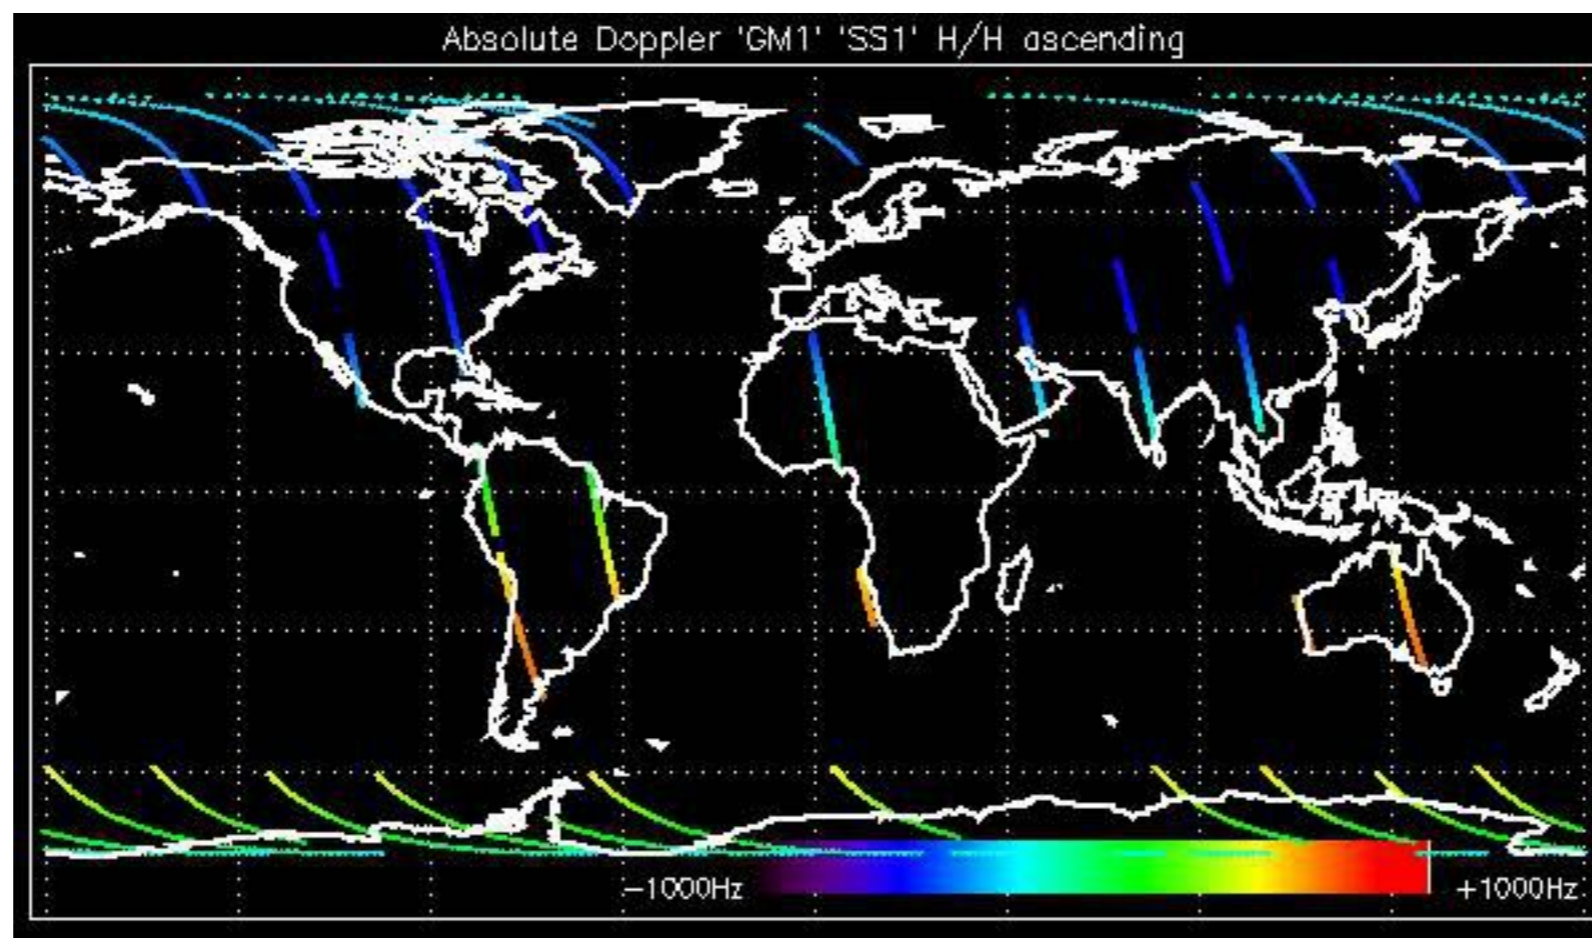 Absolute Doppler 'GM1' 'SS1' H/H ascending
-1000Hz
+1000Hz